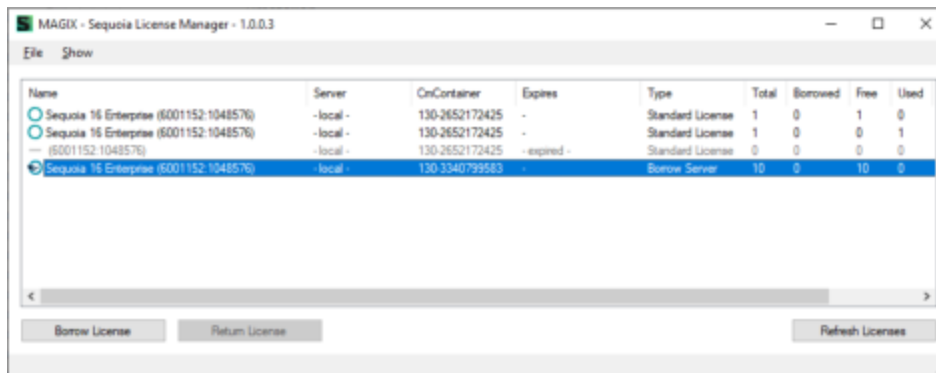 MAGIX - Sequoia License Manager - 1.0.0.3
File Show
Name Server CmContainer Expires Type Total Borrowed Free Used
Sequoia 16 Enterprise (6001152:1048576) - local - 130-2652172425 - Standard License 1 0 1 0
Sequoia 16 Enterprise (6001152:1048576) - local - 130-2652172425 - Standard License 1 0 0 1
(6001152:1048576) - local - 130-2652172425 - expired - Standard License 0 0 0 0
Sequoia 16 Enterprise (6001152:1048576) - local - 130-3340799583 - Borrow Server 10 0 10 0
Borrow License Return License Refresh Licenses